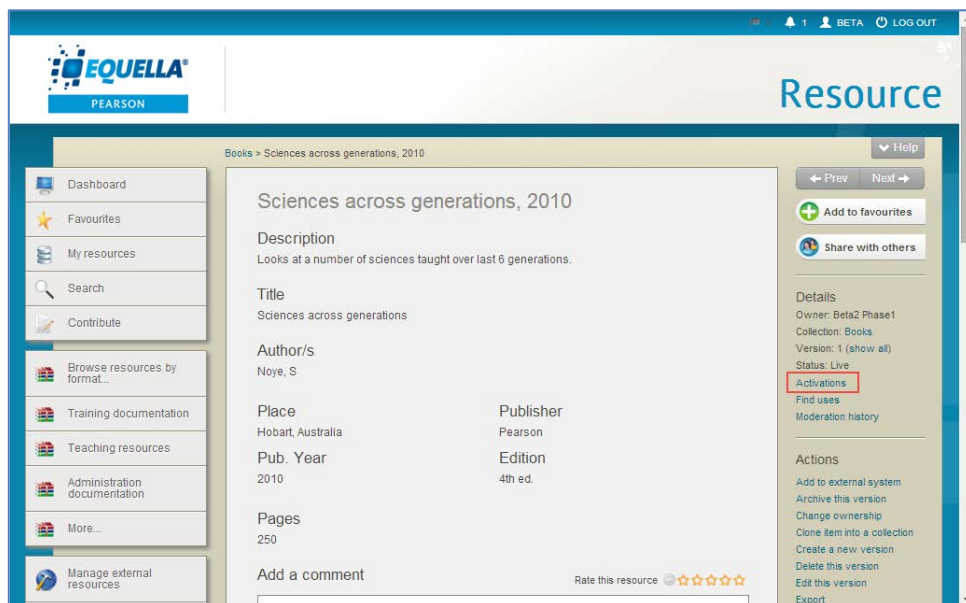 1 BETA LOG OUT
EQUELLA®
PEARSON
Resource
Books > Sciences across generations, 2010
Help
Prev Next
Dashboard
Favourites
My resources
Search
Contribute
Browse resources by
format...
Training documentation
Teaching resources
Administration
documentation
More...
Manage external
resources
Sciences across generations, 2010
Description
Looks at a number of sciences taught over last 6 generations.
Title
Sciences across generations
Author/s
Noye, S
Place Publisher
Hobart, Australia Pearson
Pub. Year Edition
2010 4th ed.
Pages
250
Add a comment Rate this resource
Add to favourites
Share with others
Details
Owner: Beta2 Phase1
Collection: Books
Version: 1 (show all)
Status: Live
Activations
Find uses
Moderation history
Actions
Add to external system
Archive this version
Change ownership
Clone item into a collection
Create a new version
Delete this version
Edit this version
Export